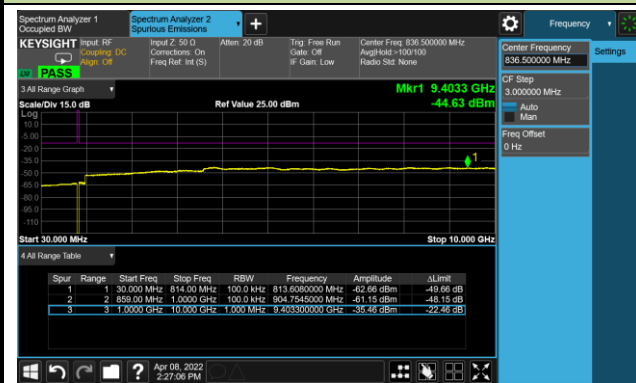 Spectrum Analyzer 1
Occupied BW
Spectrum Analyzer 2
Spurious Emissions
Frequency
KEYSIGHT Input: RF
Coupling: DC
Align: Off
Input Z: 50 Ω
Corrections: On
Freq Ref: Int (S)
Atten: 20 dB
Trig: Free Run
Gate: Off
IF Gain: Low
Center Freq: 836.500000 MHz
Avg|Hold:>100/100
Radio Std: None
PASS
3 All Range Graph
Mkr1 9.4033 GHz
Scale/Div 15.0 dB
Ref Value 25.00 dBm
-44.63 dBm
Log
10.0
-5.00
-20.0
-35.0
-50.0
-65.0
-80.0
-95.0
-110
1
Start 30.000 MHz
Stop 10.000 GHz
4 All Range Table
Spur Range Start Freq Stop Freq RBW Frequency Amplitude ΔLimit
1 1 30.000 MHz 814.00 MHz 100.0 kHz 813.6080000 MHz -62.66 dBm -49.66 dB
2 2 859.00 MHz 1.0000 GHz 100.0 kHz 904.7545000 MHz -61.15 dBm -48.15 dB
3 3 1.0000 GHz 10.000 GHz 1.000 MHz 9.403300000 GHz -35.46 dBm -22.46 dB
Center Frequency
836.500000 MHz
Settings
CF Step
3.000000 MHz
Auto
Man
Freq Offset
0 Hz
Apr 08, 2022
2:27:06 PM